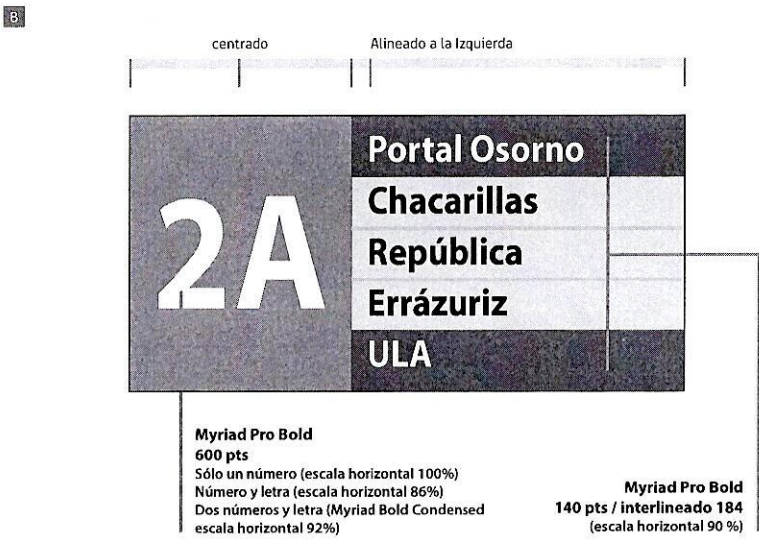 B
centrado
Alineado a la Izquierda
2A
Portal Osorno
Chacarillas
República
Errázuriz
ULA
Myriad Pro Bold
600 pts
Sólo un número (escala horizontal 100%)
Número y letra (escala horizontal 86%)
Dos números y letra (Myriad Bold Condensed
escala horizontal 92%)
Myriad Pro Bold
140 pts / interlineado 184
(escala horizontal 90 %)